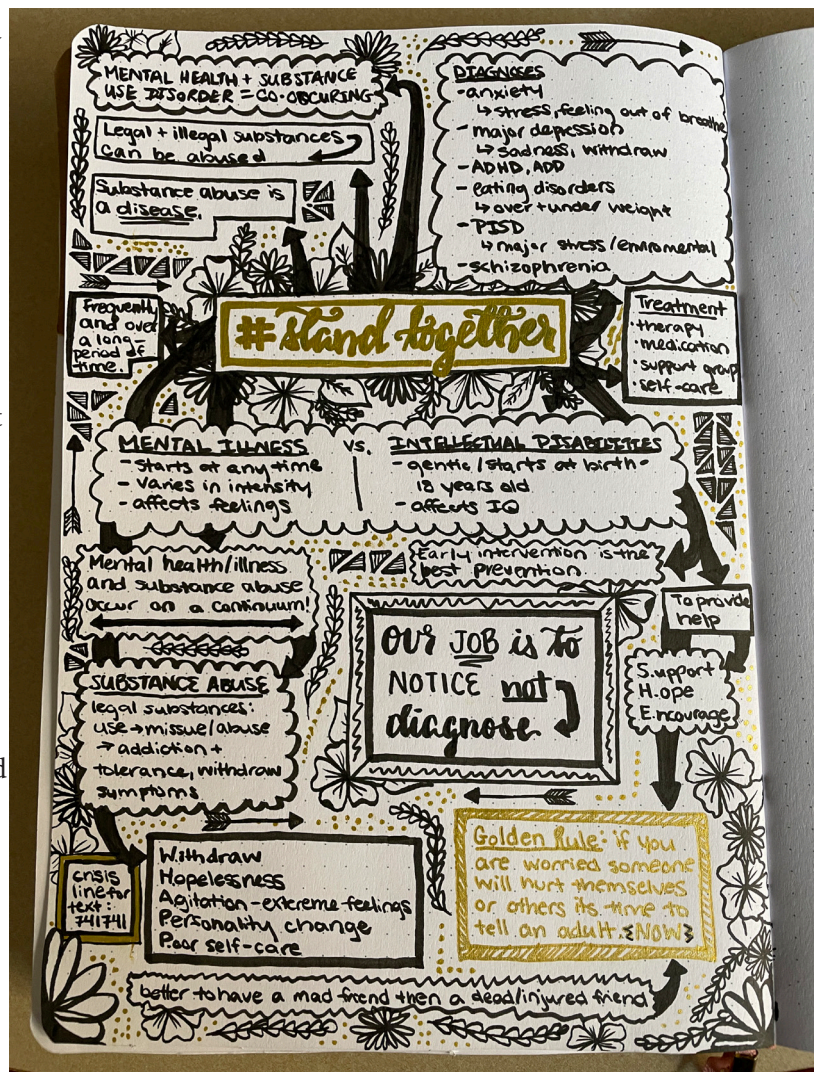 MENTAL HEALTH + SUBSTANCE
USE DISORDER = CO-OBCURING
Legal + illegal substances
can be abused
Substance abuse is
a disease.
DIAGNOSES
- anxiety
↳ stress, feeling out of breathe
- major depression
↳ sadness, withdraw
- ADHD, ADD
- eating disorders
↳ over + under weight
- PTSD
↳ major stress/enviromental
- schizophrenia
Frequently
and over
a long-
period of
time.
#stand together
Treatment
· therapy
· medication
· support group
· self-care
MENTAL ILLNESS vs. INTELLECTUAL DISABILITIES
- starts at any time
- varies in intensity
- affects feelings
- gentic/starts at birth-
18 years old
- affects IQ
Mental health/illness
and substance abuse
occur on a continuum!
Early intervention is the
best prevention.
To provide
help
S.upport
H.ope
E.ncourage
OUR JOB is to
NOTICE not
diagnose
SUBSTANCE ABUSE
legal substances:
use → missue/abuse
→ addiction +
tolerance, withdraw
symptoms
crisis
line for
text:
741741
Withdraw
Hopelessness
Agitation - extreme feelings
Personality change
Poor self-care
Golden Rule: if you
are worried someone
will hurt themselves
or others its time to
tell an adult {NOW}
better to have a mad friend then a dead/injured friend